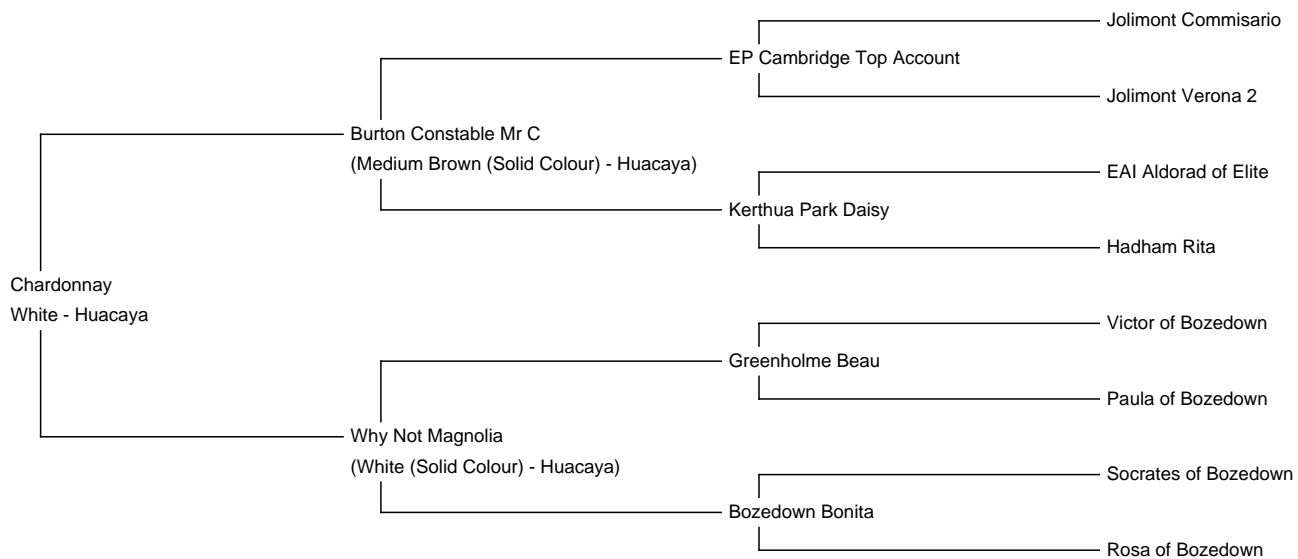 Jolimont Commisario
EP Cambridge Top Account
Jolimont Verona 2
Burton Constable Mr C
(Medium Brown (Solid Colour) - Huacaya)
EAI Aldorad of Elite
Kerthua Park Daisy
Hadham Rita
Chardonnay
White - Huacaya
Victor of Bozedown
Greenholme Beau
Paula of Bozedown
Why Not Magnolia
(White (Solid Colour) - Huacaya)
Socrates of Bozedown
Bozedown Bonita
Rosa of Bozedown